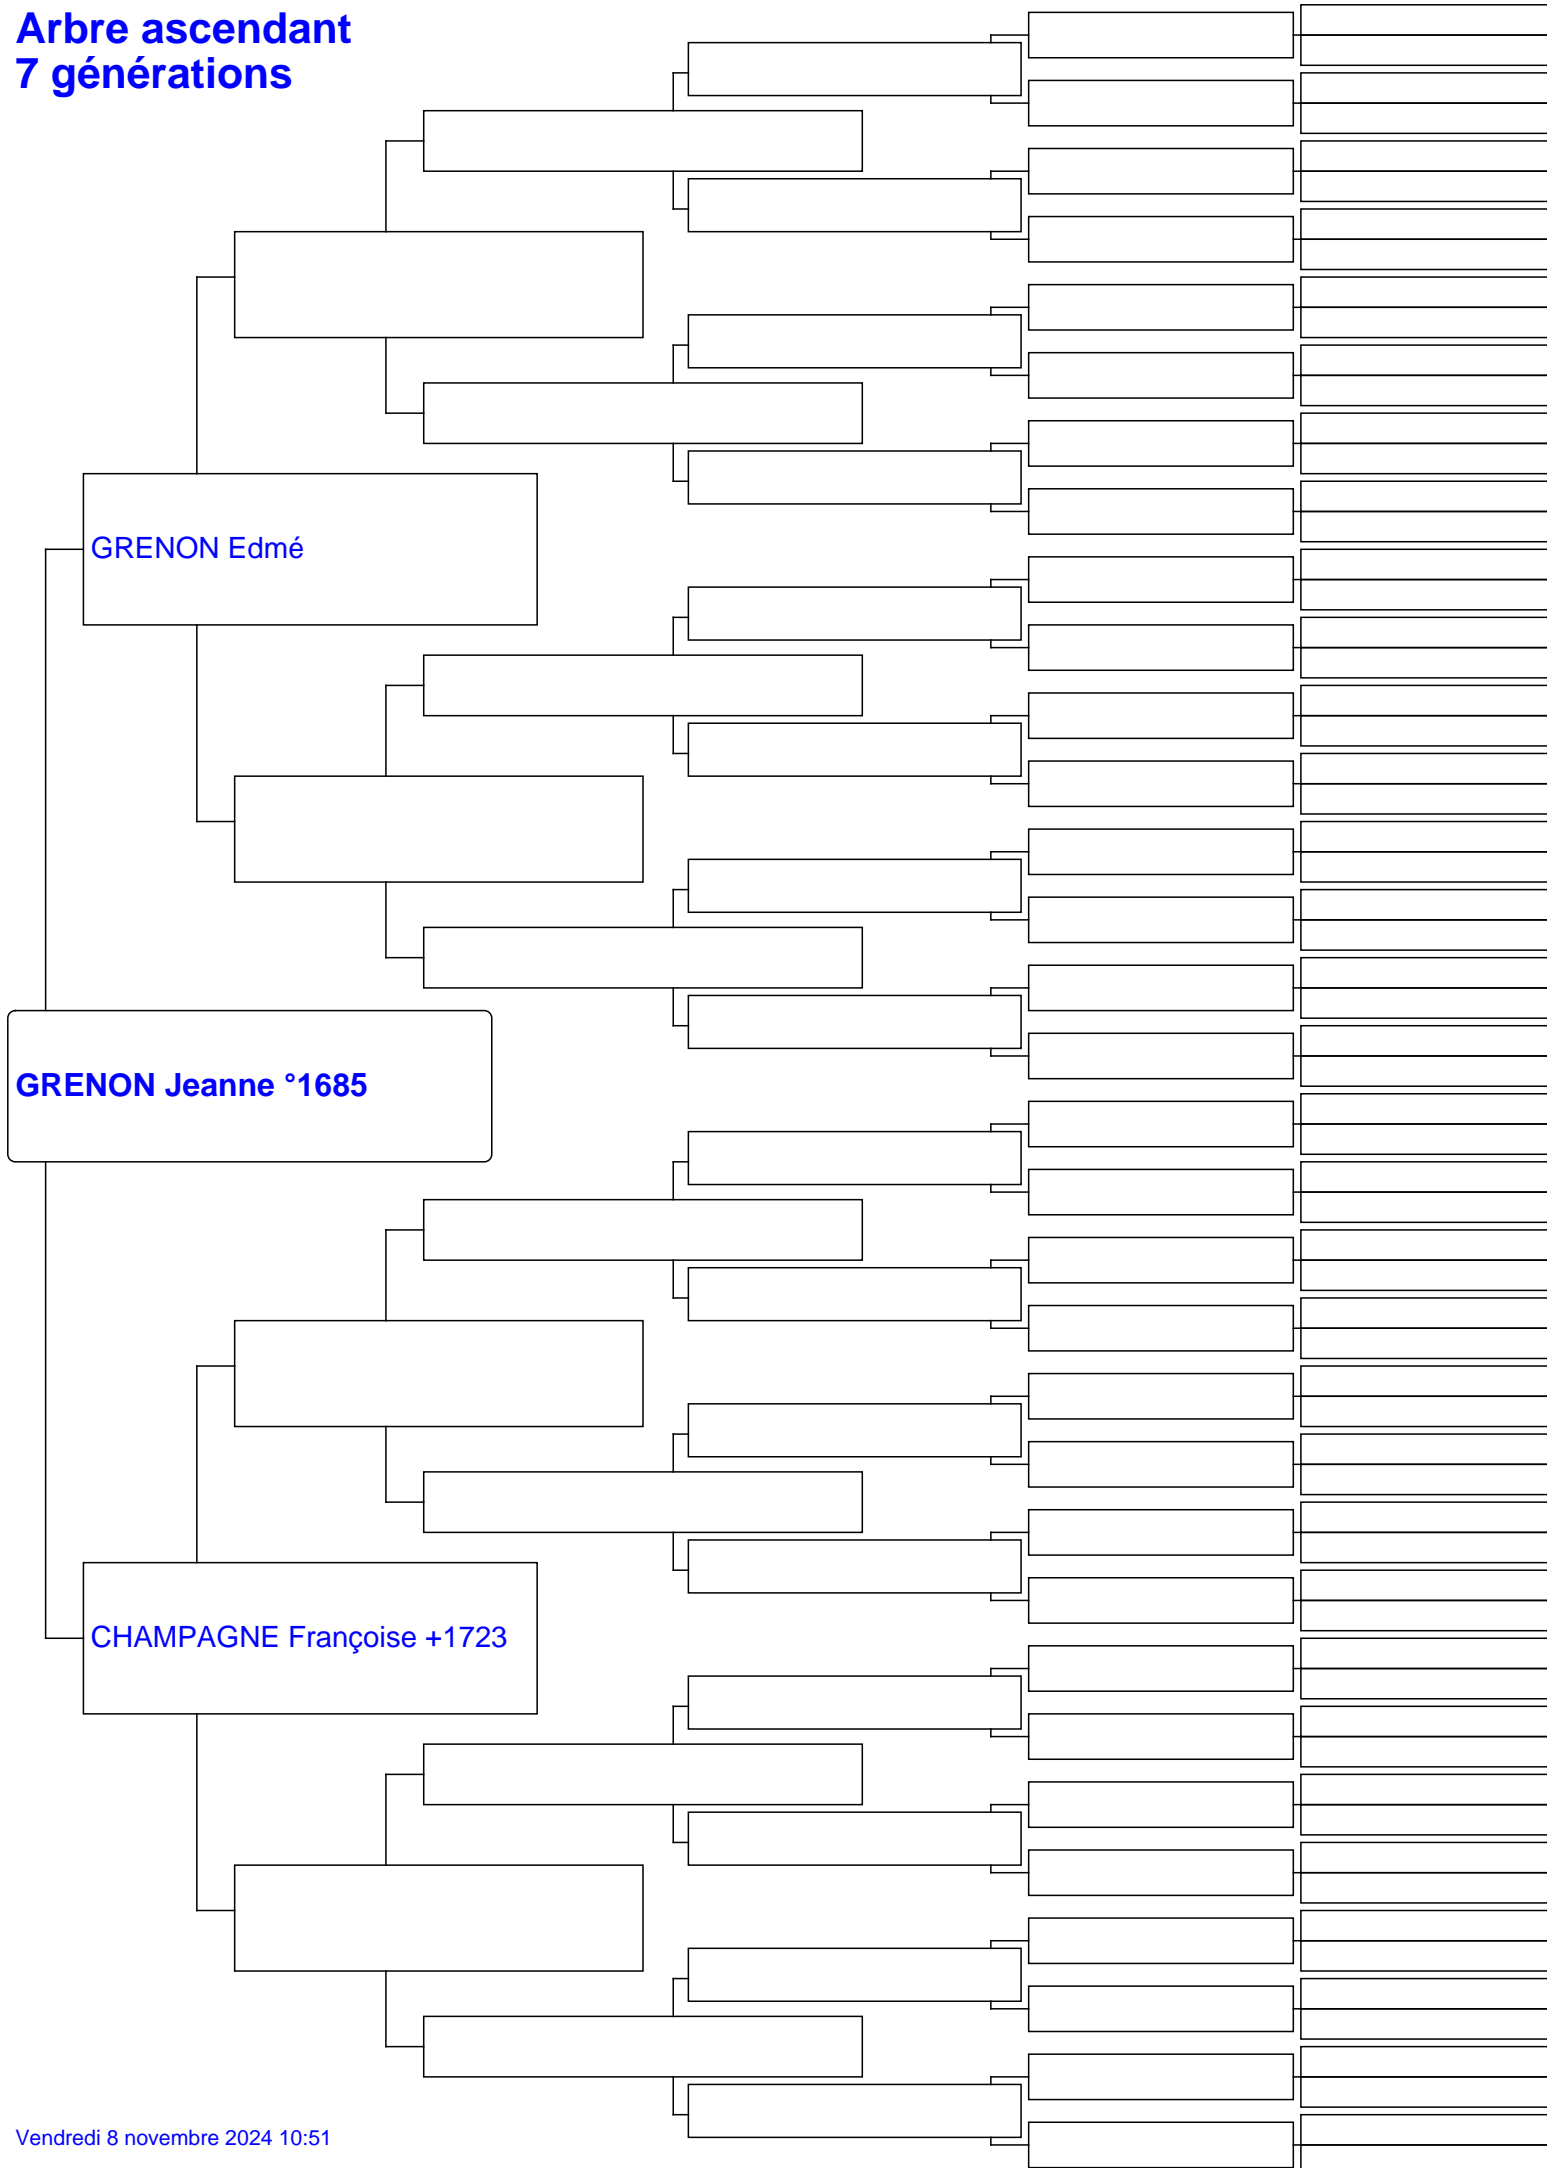 Arbre ascendant
7 générations
GRENON Edmé
GRENON Jeanne °1685
CHAMPAGNE Françoise +1723
Vendredi 8 novembre 2024 10:51